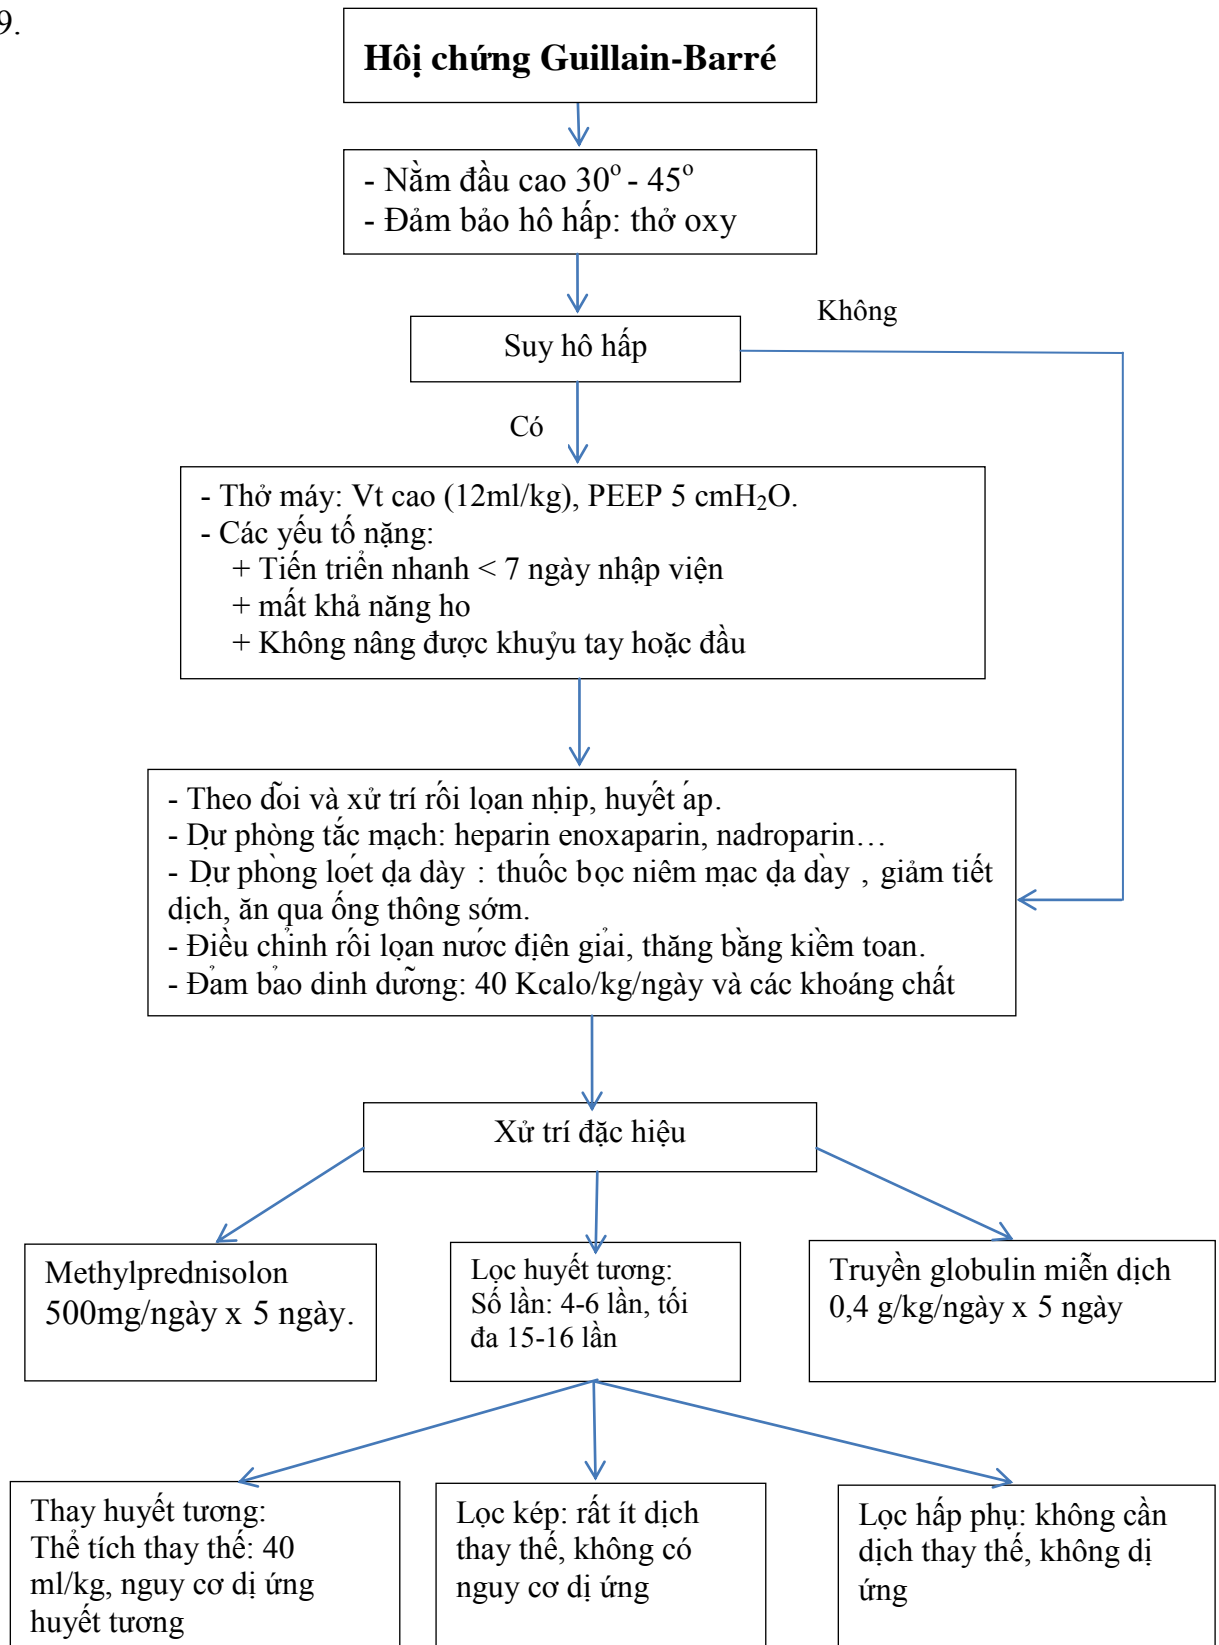 9.
Hôị chứng Guillain-Barré
- Nằm đầu cao 30° - 45°
- Đảm bảo hô hấp: thở oxy
Suy hô hấp
Không
Có
- Thở máy: Vt cao (12ml/kg), PEEP 5 cmH₂O.
- Các yếu tố nặng:
+ Tiến triển nhanh < 7 ngày nhập viện
+ mất khả năng ho
+ Không nâng được khuỷu tay hoặc đầu
- Theo dõi và xử trí rối loạn nhịp, huyết áp.
- Dự phòng tắc mạch: heparin enoxaparin, nadroparin…
- Dự phòng loét dạ dày : thuốc bọc niêm mạc dạ dày , giảm tiết
dịch, ăn qua ống thông sớm.
- Điều chỉnh rối loạn nước điện giải, thăng bằng kiềm toan.
- Đảm bảo dinh dưỡng: 40 Kcalo/kg/ngày và các khoáng chất
Xử trí đặc hiệu
Methylprednisolon
500mg/ngày x 5 ngày.
Lọc huyết tương:
Số lần: 4-6 lần, tối
đa 15-16 lần
Truyền globulin miễn dịch
0,4 g/kg/ngày x 5 ngày
Thay huyết tương:
Thể tích thay thế: 40
ml/kg, nguy cơ dị ứng
huyết tương
Lọc kép: rất ít dịch
thay thế, không có
nguy cơ dị ứng
Lọc hấp phụ: không cần
dịch thay thế, không dị
ứng